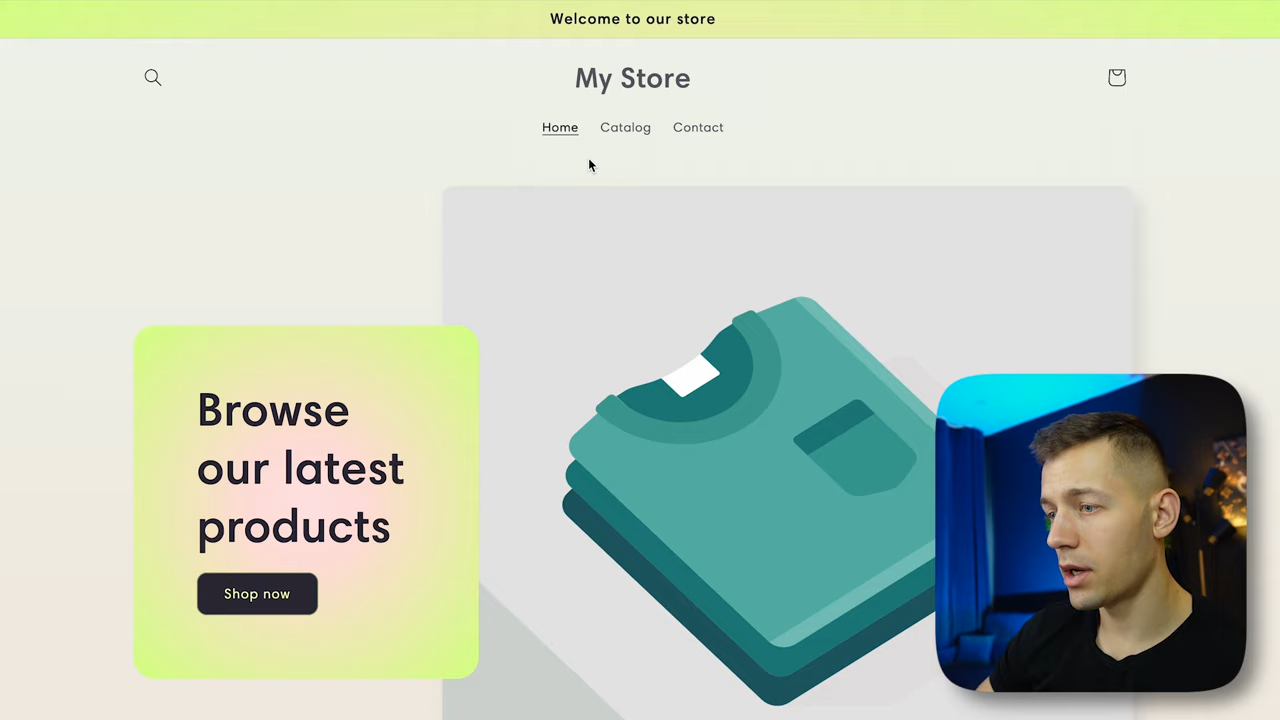 Welcome to our store
My Store
Home Catalog Contact
Browse
our latest
products
Shop now